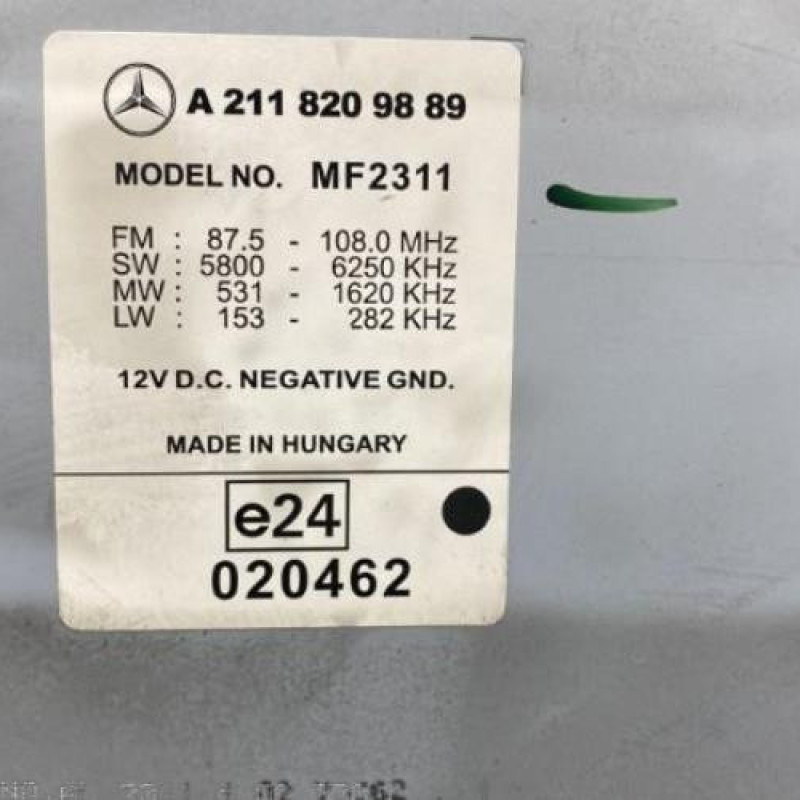 A 211 820 98 89
MODEL NO. MF2311
FM : 87.5 - 108.0 MHz
SW : 5800 - 6250 KHz
MW : 531 - 1620 KHz
LW : 153 - 282 KHz
12V D.C. NEGATIVE GND.
MADE IN HUNGARY
e24
020462